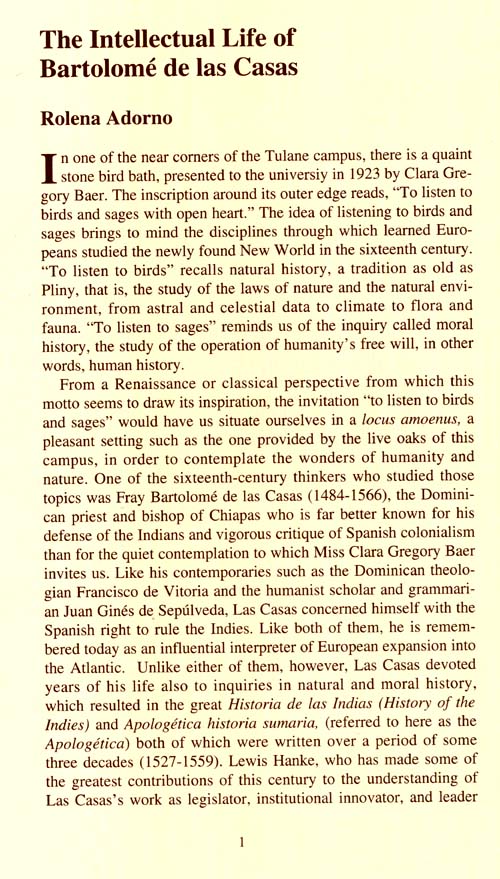 The Intellectual Life of
Bartolomé de las Casas
Rolena Adorno
In one of the near corners of the Tulane campus, there is a quaint
stone bird bath, presented to the universiy in 1923 by Clara Gre-
gory Baer. The inscription around its outer edge reads, “To listen to
birds and sages with open heart.” The idea of listening to birds and
sages brings to mind the disciplines through which learned Euro-
peans studied the newly found New World in the sixteenth century.
“To listen to birds” recalls natural history, a tradition as old as
Pliny, that is, the study of the laws of nature and the natural envi-
ronment, from astral and celestial data to climate to flora and
fauna. “To listen to sages” reminds us of the inquiry called moral
history, the study of the operation of humanity’s free will, in other
words, human history.
From a Renaissance or classical perspective from which this
motto seems to draw its inspiration, the invitation “to listen to birds
and sages” would have us situate ourselves in a locus amoenus, a
pleasant setting such as the one provided by the live oaks of this
campus, in order to contemplate the wonders of humanity and
nature. One of the sixteenth-century thinkers who studied those
topics was Fray Bartolomé de las Casas (1484-1566), the Domini-
can priest and bishop of Chiapas who is far better known for his
defense of the Indians and vigorous critique of Spanish colonialism
than for the quiet contemplation to which Miss Clara Gregory Baer
invites us. Like his contemporaries such as the Dominican theolo-
gian Francisco de Vitoria and the humanist scholar and grammari-
an Juan Ginés de Sepúlveda, Las Casas concerned himself with the
Spanish right to rule the Indies. Like both of them, he is remem-
bered today as an influential interpreter of European expansion into
the Atlantic. Unlike either of them, however, Las Casas devoted
years of his life also to inquiries in natural and moral history,
which resulted in the great Historia de las Indias (History of the
Indies) and Apologética historia sumaria, (referred to here as the
Apologética) both of which were written over a period of some
three decades (1527-1559). Lewis Hanke, who has made some of
the greatest contributions of this century to the understanding of
Las Casas’s work as legislator, institutional innovator, and leader
1